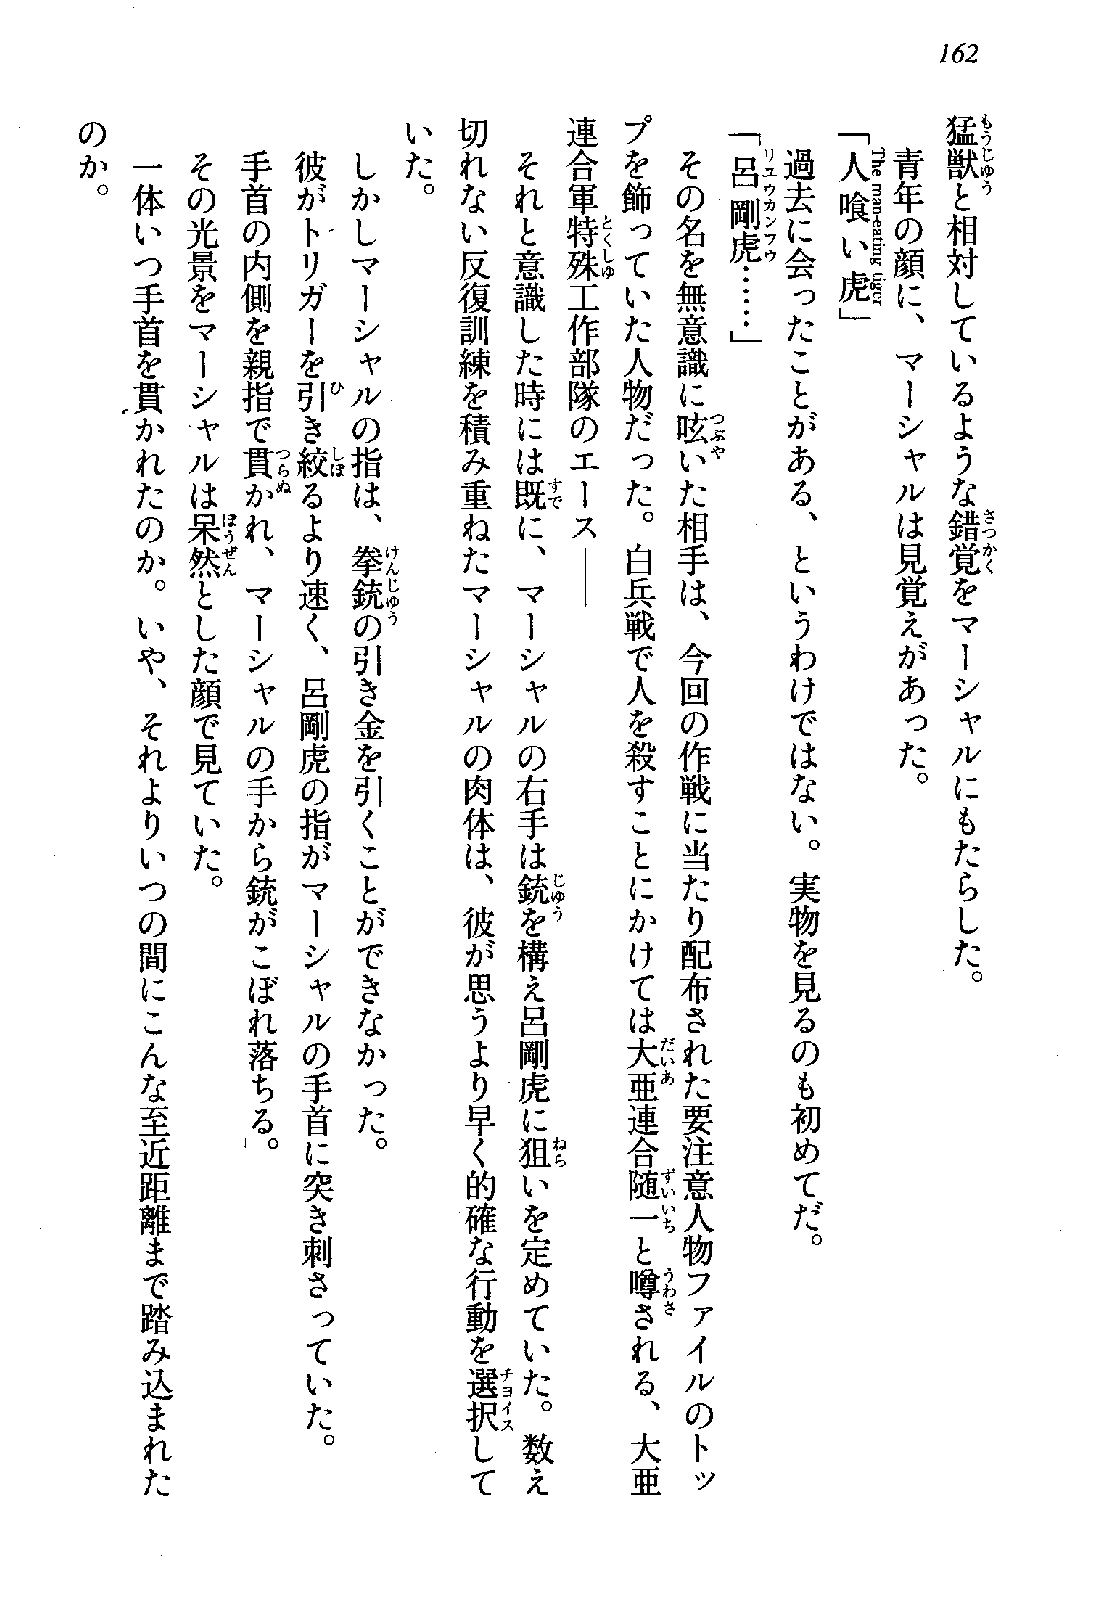 162
猛獣と相対しているような錯覚をマーシャルにもたらした。
青年の顔に、マーシャルは見覚えがあった。
「人喰い虎」
過去に会ったことがある、というわけではない。実物を見るのも初めてだ。
「呂剛虎……」
その名を無意識に呟いた相手は、今回の作戦に当たり配布された要注意人物ファイルのトッ
プを飾っていた人物だった。白兵戦で人を殺すことにかけては大亜連合随一と噂される、大亜
連合軍特殊工作部隊のエース――
それと意識した時には既に、マーシャルの右手は銃を構え呂剛虎に狙いを定めていた。数え
切れない反復訓練を積み重ねたマーシャルの肉体は、彼が思うより早く的確な行動を選択して
いた。
しかしマーシャルの指は、拳銃の引き金を引くことができなかった。
彼がトリガーを引き絞るより速く、呂剛虎の指がマーシャルの手首に突き刺さっていた。
手首の内側を親指で貫かれ、マーシャルの手から銃がこぼれ落ちる。
その光景をマーシャルは呆然とした顔で見ていた。
一体いつ手首を貫かれたのか。いや、それよりいつの間にこんな至近距離まで踏み込まれた
のか。